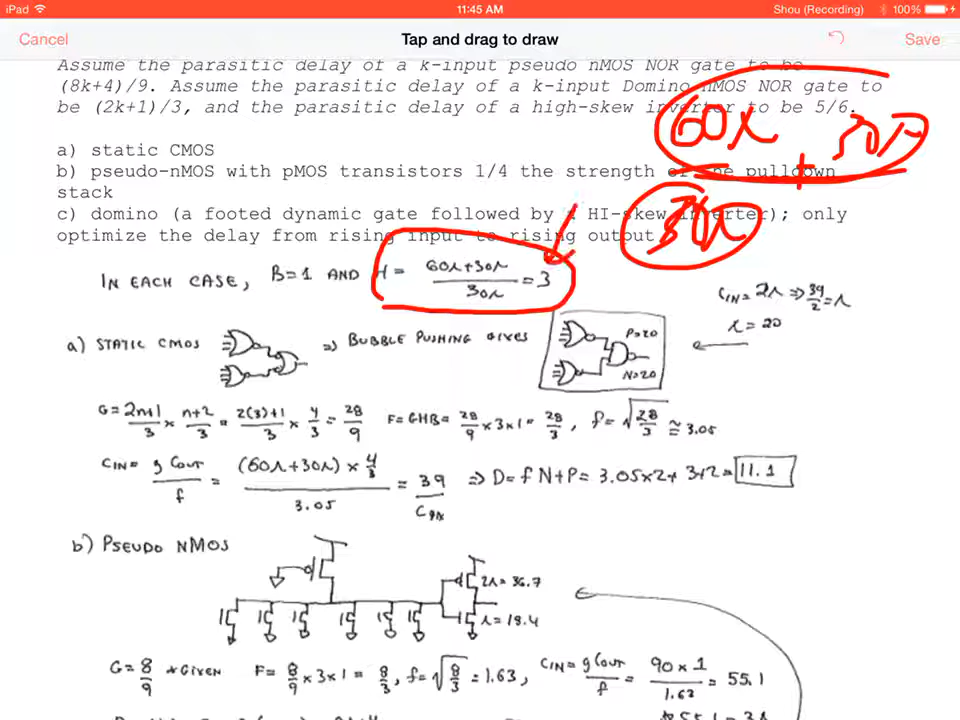 iPad 11:45 AM Shou (Recording) 100%
Cancel Tap and drag to draw Save
Assume the parasitic delay of a k-input pseudo nMOS NOR gate to be
(8k+4)/9. Assume the parasitic delay of a k-input Domino nMOS NOR gate to
be (2k+1)/3, and the parasitic delay of a high-skew inverter to be 5/6.
60λ + 30λ
a) static CMOS
b) pseudo-nMOS with pMOS transistors 1/4 the strength of the pulldown
stack
c) domino (a footed dynamic gate followed by a HI-skew inverter); only
optimize the delay from rising input to rising output.
30λ
IN EACH CASE, B=1 AND H = (60λ+30λ)/30λ = 3
CIN = 2λ ⇒ 39/2 = λ
λ = 20
a) STATIC CMOS ⇒ BUBBLE PUSHING GIVES P=20 N=20
G = 2n+1/3 × n+2/3 = 2(3)+1/3 × 4/3 = 28/9 F = GHB = 28/9 × 3 × 1 = 28/3, f = √28/3 ≅ 3.05
CIN = g Cout/f = (60λ+30λ) × 4/3 / 3.05 = 39 ⇒ D = f N + P = 3.05×2 + 3+2 = 11.1
b) PSEUDO NMOS
2λ = 36.7
λ = 18.4
G = 8/9 *GIVEN F = 8/9 × 3 × 1 = 8/3, f = √8/3 = 1.63, CIN = g Cout/f = 90 × 1/1.63 = 55.1